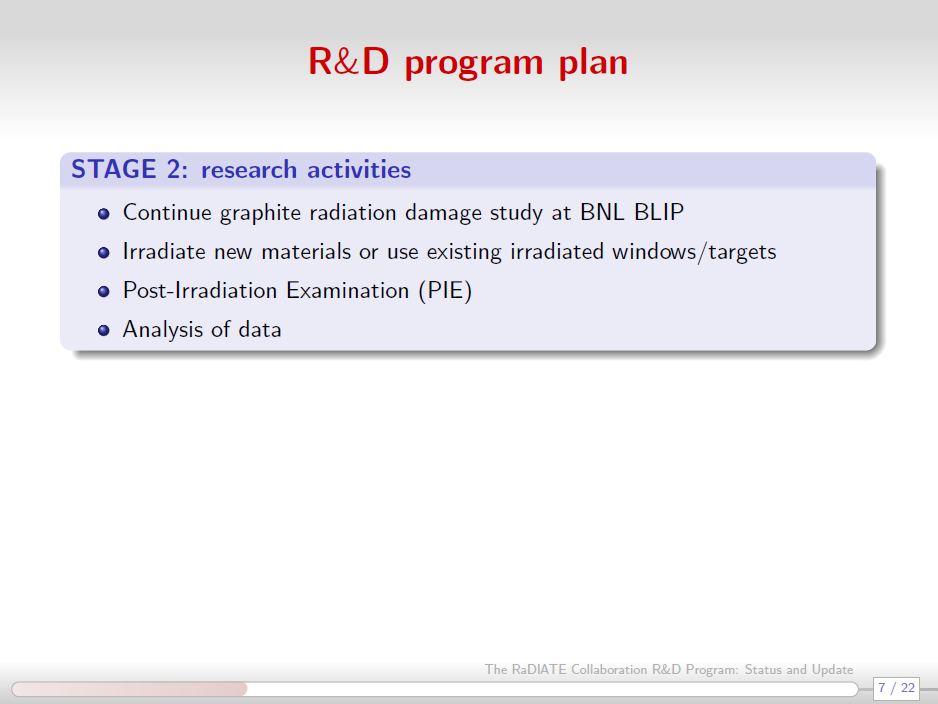 R&D program plan
STAGE 2: research activities
Continue graphite radiation damage study at BNL BLIP
Irradiate new materials or use existing irradiated windows/targets
Post-Irradiation Examination (PIE)
Analysis of data
The RaDIATE Collaboration R&D Program: Status and Update
7 / 22